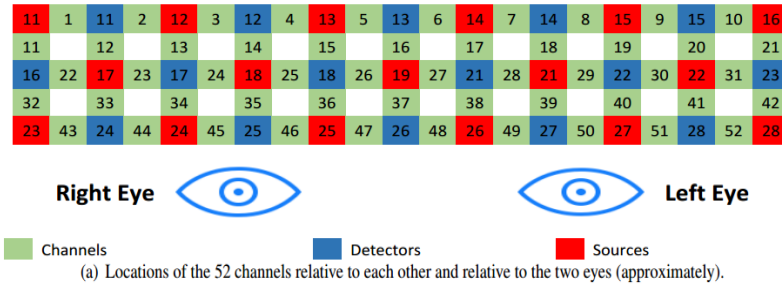 11 1 11 2 12 3 12 4 13 5 13 6 14 7 14 8 15 9 15 10 16
11 12 13 14 15 16 17 18 19 20 21
16 22 17 23 17 24 18 25 18 26 19 27 21 28 21 29 22 30 22 31 23
32 33 34 35 36 37 38 39 40 41 42
23 43 24 44 24 45 25 46 25 47 26 48 26 49 27 50 27 51 28 52 28
Right Eye Left Eye
Channels Detectors Sources
(a) Locations of the 52 channels relative to each other and relative to the two eyes (approximately).